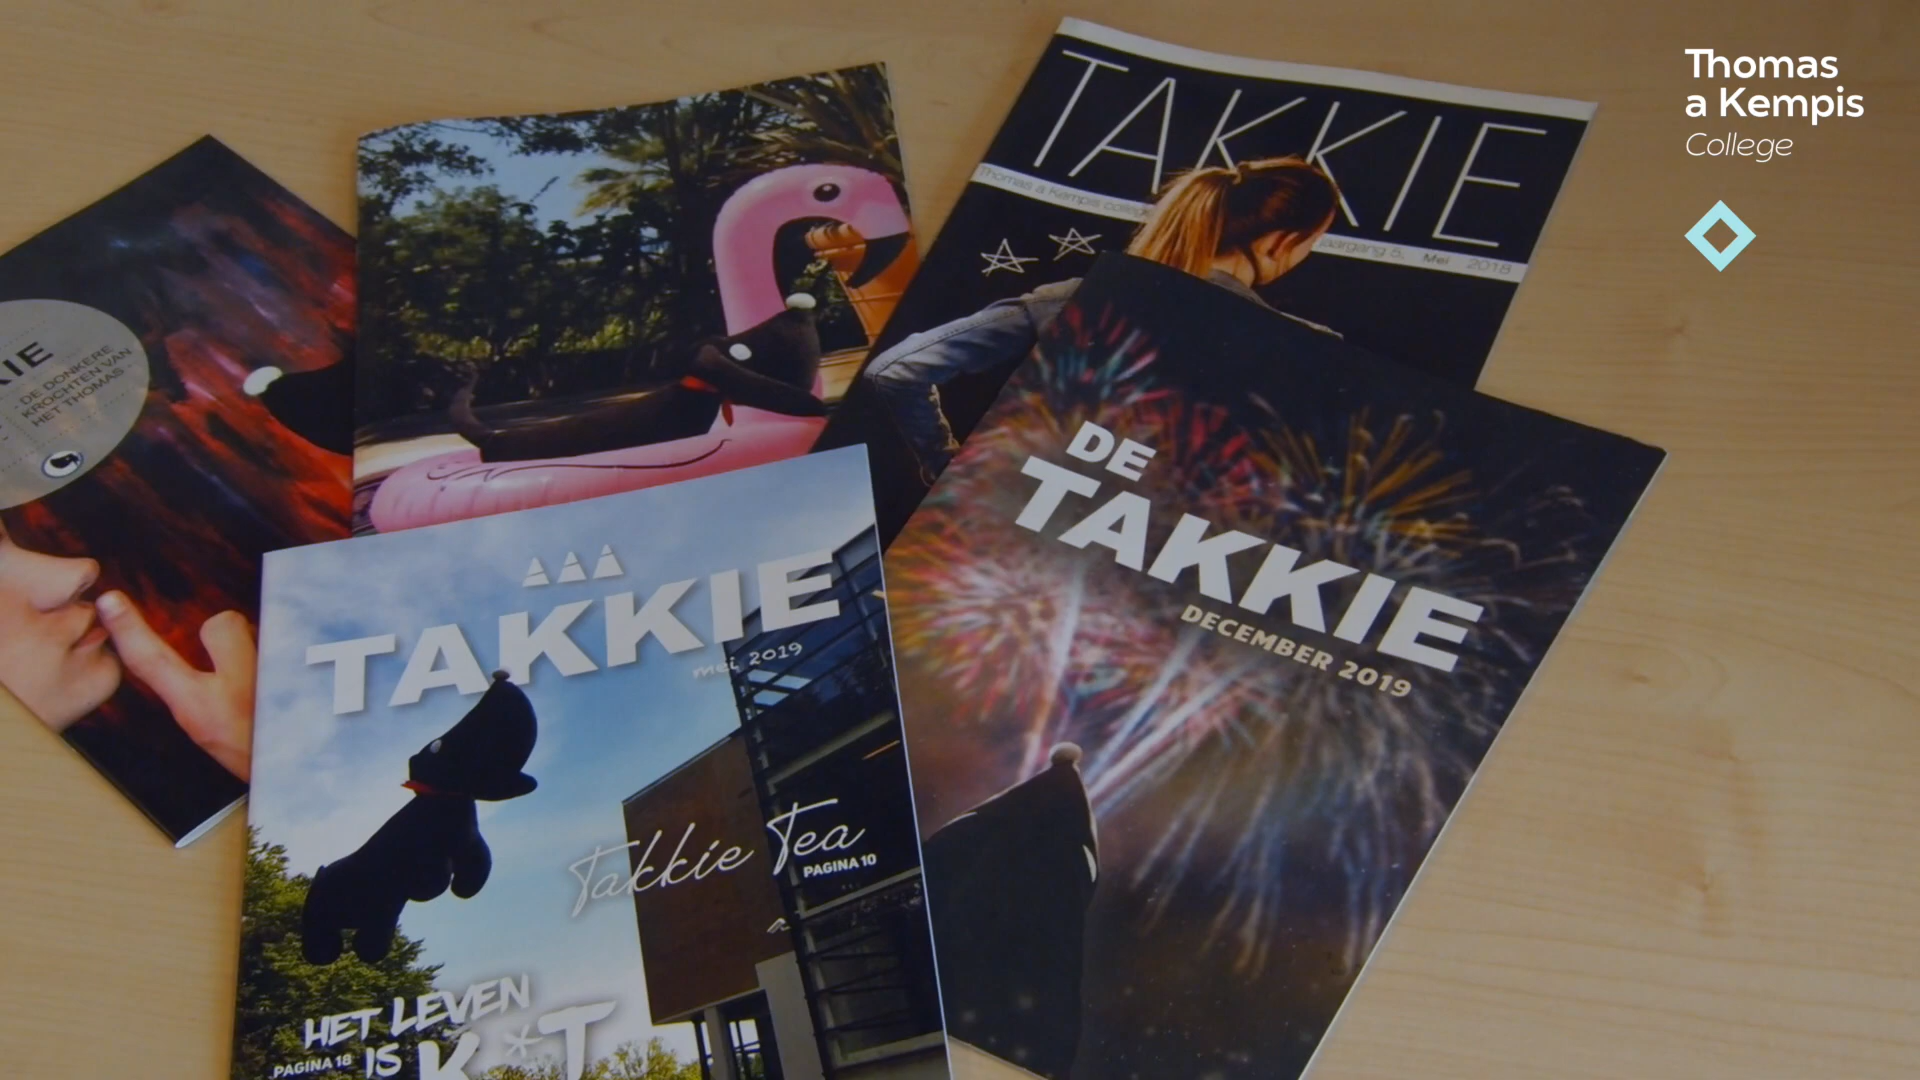 Thomas
a Kempis
College
TAKKIE
Thomas a Kempis college
jaargang 5, Mei 2018
KIE
DE DONKERE
KROCHTEN VAN
HET THOMAS
DE
TAKKIE
DECEMBER 2019
TAKKIE
mei 2019
Takkie Tea
PAGINA 10
HET LEVEN
IS K*T
PAGINA 18